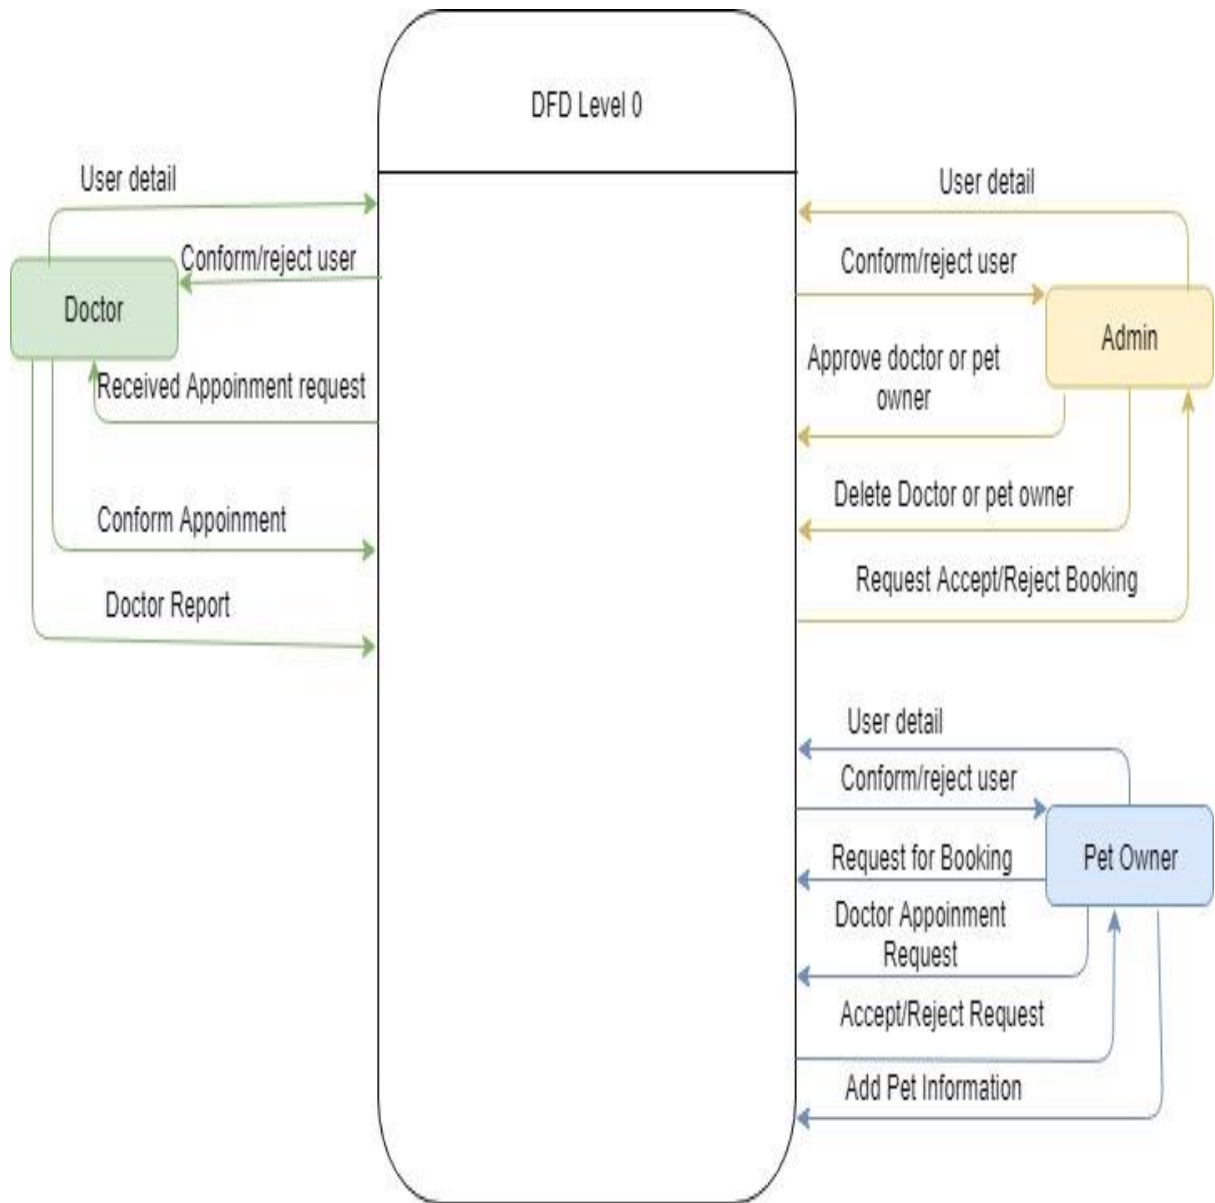 DFD Level 0
User detail
Conform/reject user
Doctor
Received Appoinment request
Conform Appoinment
Doctor Report
User detail
Conform/reject user
Admin
Approve doctor or pet
owner
Delete Doctor or pet owner
Request Accept/Reject Booking
User detail
Conform/reject user
Pet Owner
Request for Booking
Doctor Appoinment
Request
Accept/Reject Request
Add Pet Information